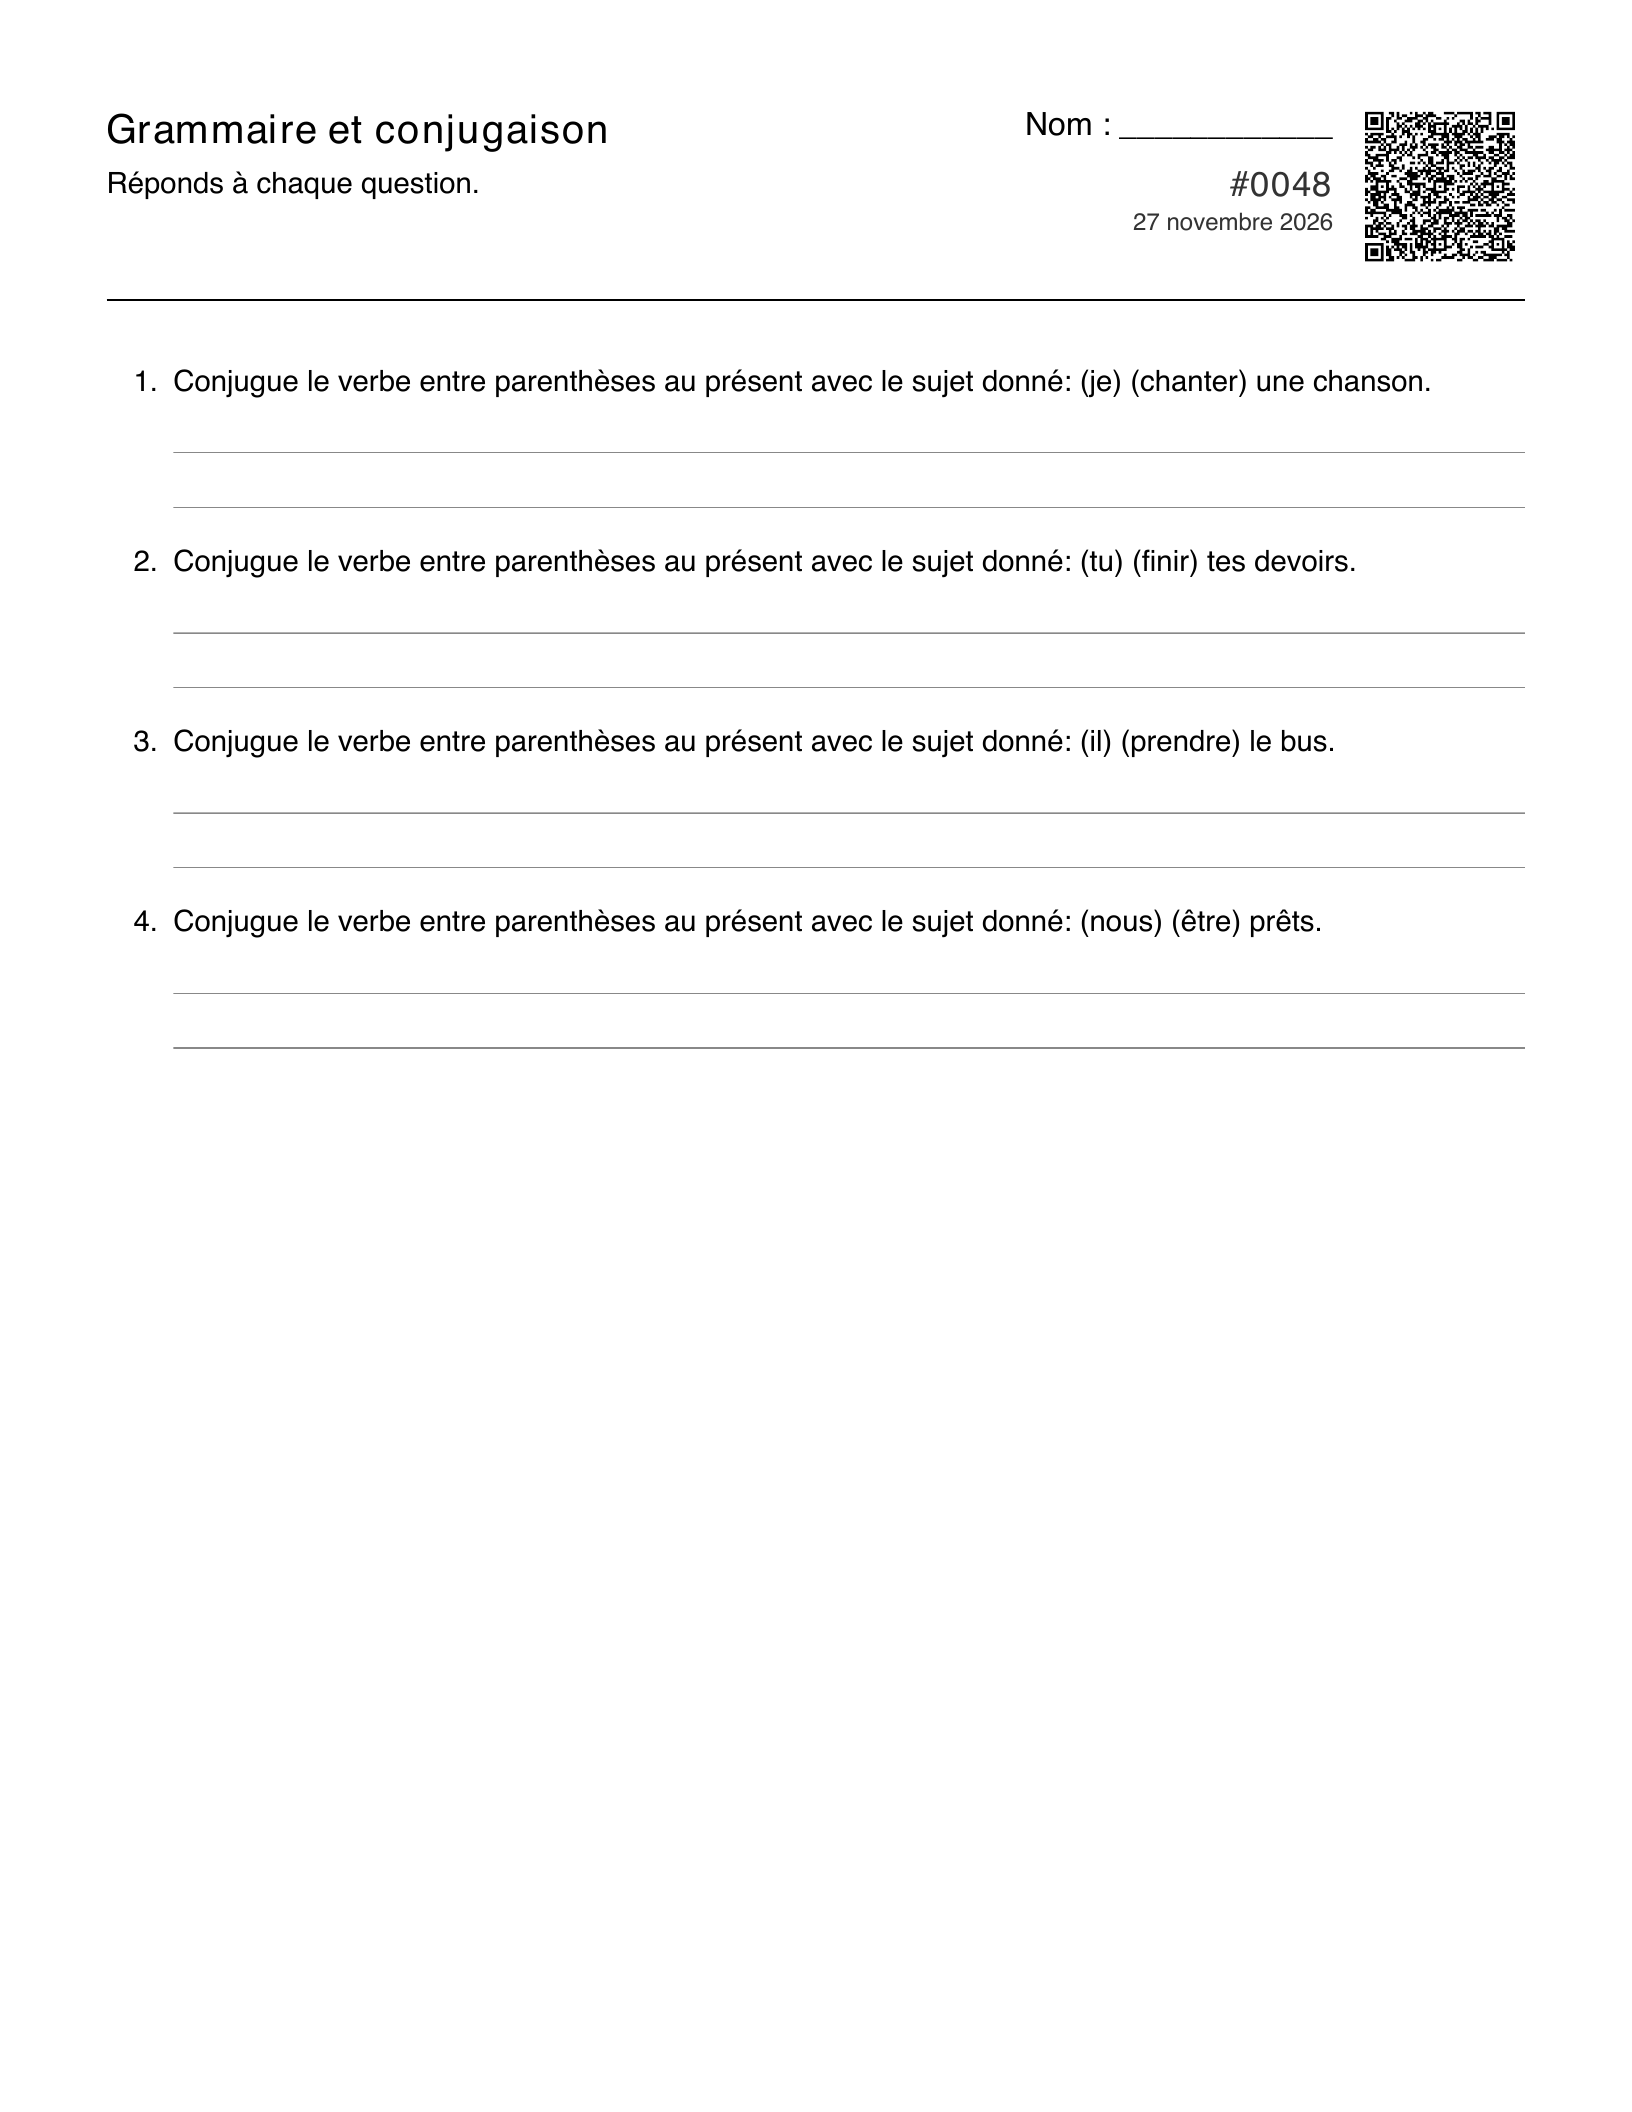 Grammaire et conjugaison
Réponds à chaque question.
Nom : ____________
#0048
27 novembre 2026
1. Conjugue le verbe entre parenthèses au présent avec le sujet donné: (je) (chanter) une chanson.
2. Conjugue le verbe entre parenthèses au présent avec le sujet donné: (tu) (finir) tes devoirs.
3. Conjugue le verbe entre parenthèses au présent avec le sujet donné: (il) (prendre) le bus.
4. Conjugue le verbe entre parenthèses au présent avec le sujet donné: (nous) (être) prêts.